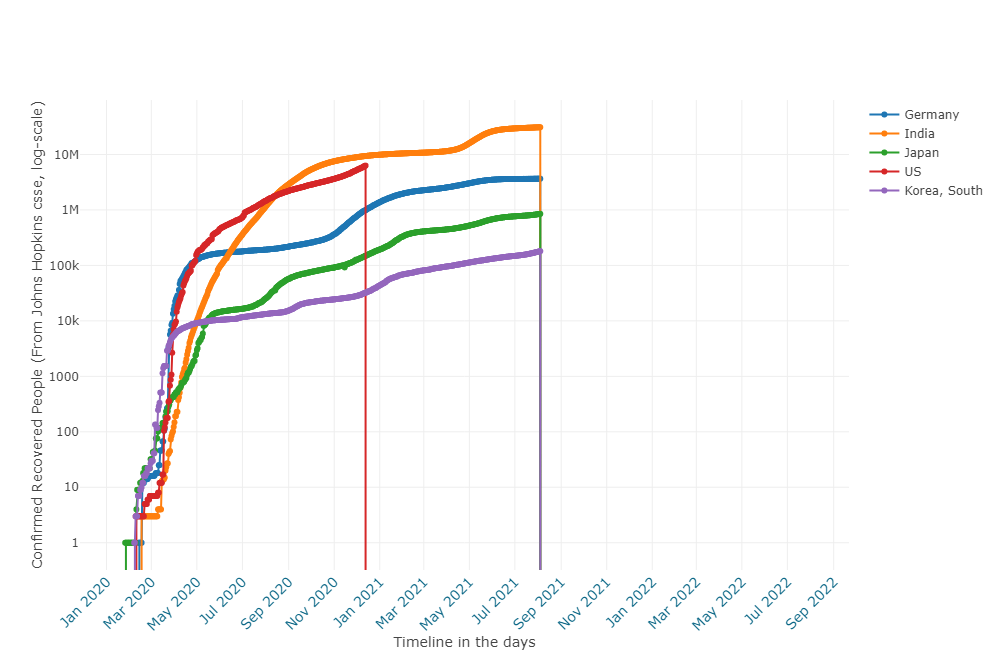 Confirmed Recovered People (From Johns Hopkins csse, log-scale)
10M
1M
100k
10k
1000
100
10
1
Jan 2020
Mar 2020
May 2020
Jul 2020
Sep 2020
Nov 2020
Jan 2021
Mar 2021
May 2021
Jul 2021
Sep 2021
Nov 2021
Jan 2022
Mar 2022
May 2022
Jul 2022
Sep 2022
Timeline in the days
Germany
India
Japan
US
Korea, South